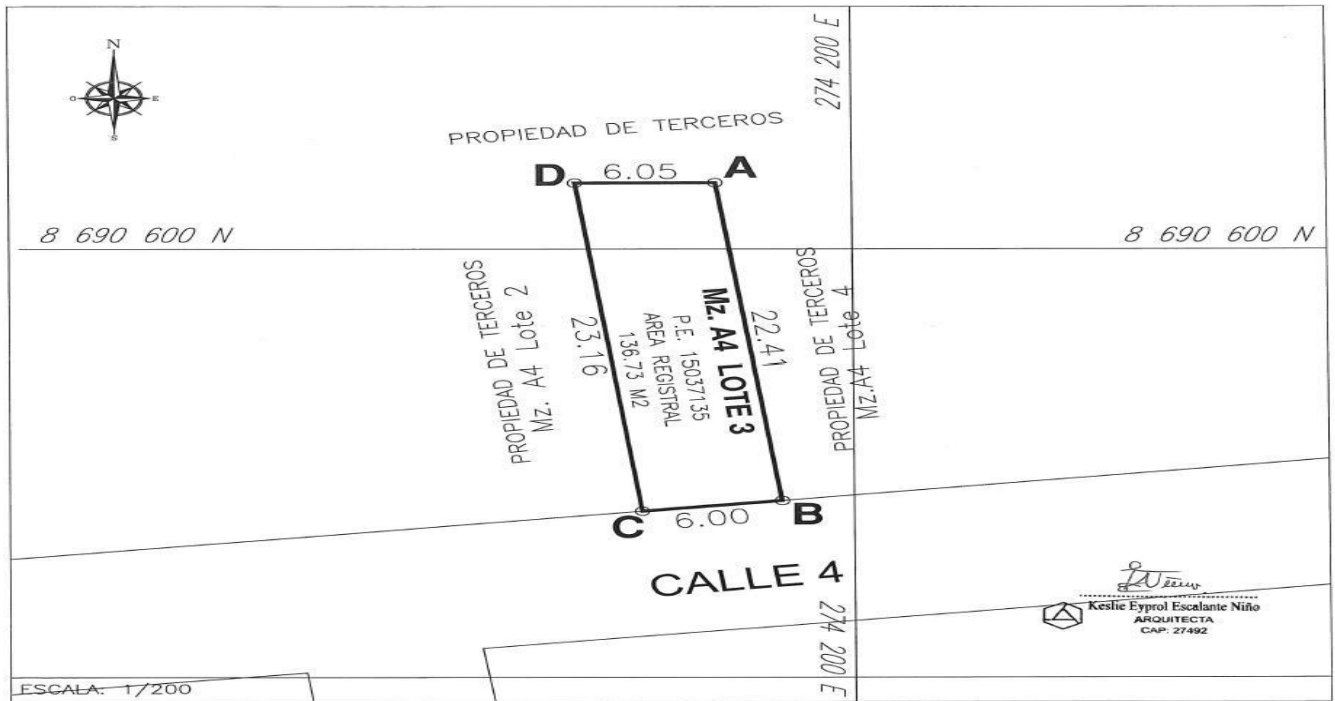 N
O
E
S
274 200 E
PROPIEDAD DE TERCEROS
D
6.05
A
8 690 600 N
8 690 600 N
PROPIEDAD DE TERCEROS
Mz. A4 Lote 2
23.16
Mz. A4 LOTE 3
P.E. 15037135
AREA REGISTRAL
136.73 M2
22.41
PROPIEDAD DE TERCEROS
Mz.A4 Lote 4
C
6.00
B
CALLE 4
274 200 E
Keslie Eyprol Escalante Niño
ARQUITECTA
CAP: 27492
ESCALA: 1/200